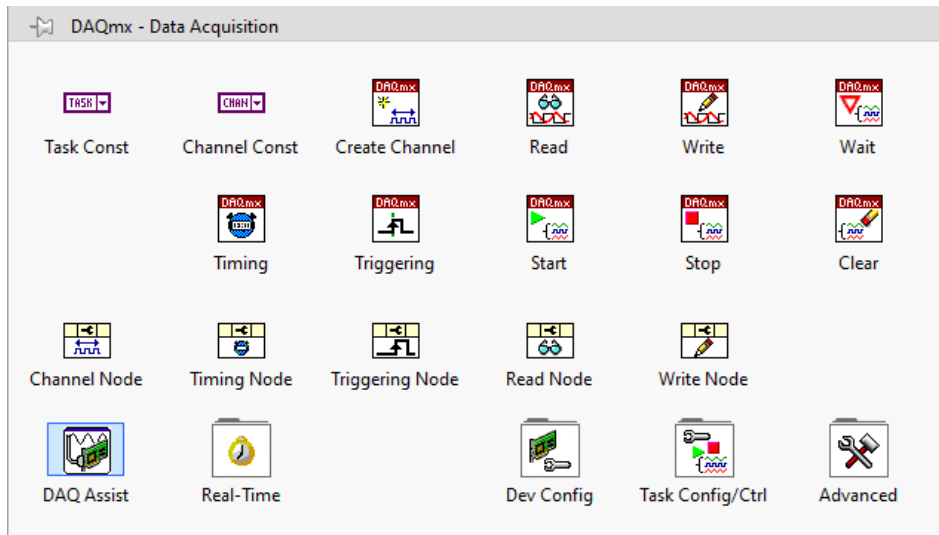 DAQmx - Data Acquisition
TASK
CHAN
DAQmx
DAQmx
DAQmx
DAQmx
Task Const
Channel Const
Create Channel
Read
Write
Wait
DAQmx
DAQmx
DAQmx
DAQmx
DAQmx
Timing
Triggering
Start
Stop
Clear
Channel Node
Timing Node
Triggering Node
Read Node
Write Node
DAQ Assist
Real-Time
Dev Config
Task Config/Ctrl
Advanced